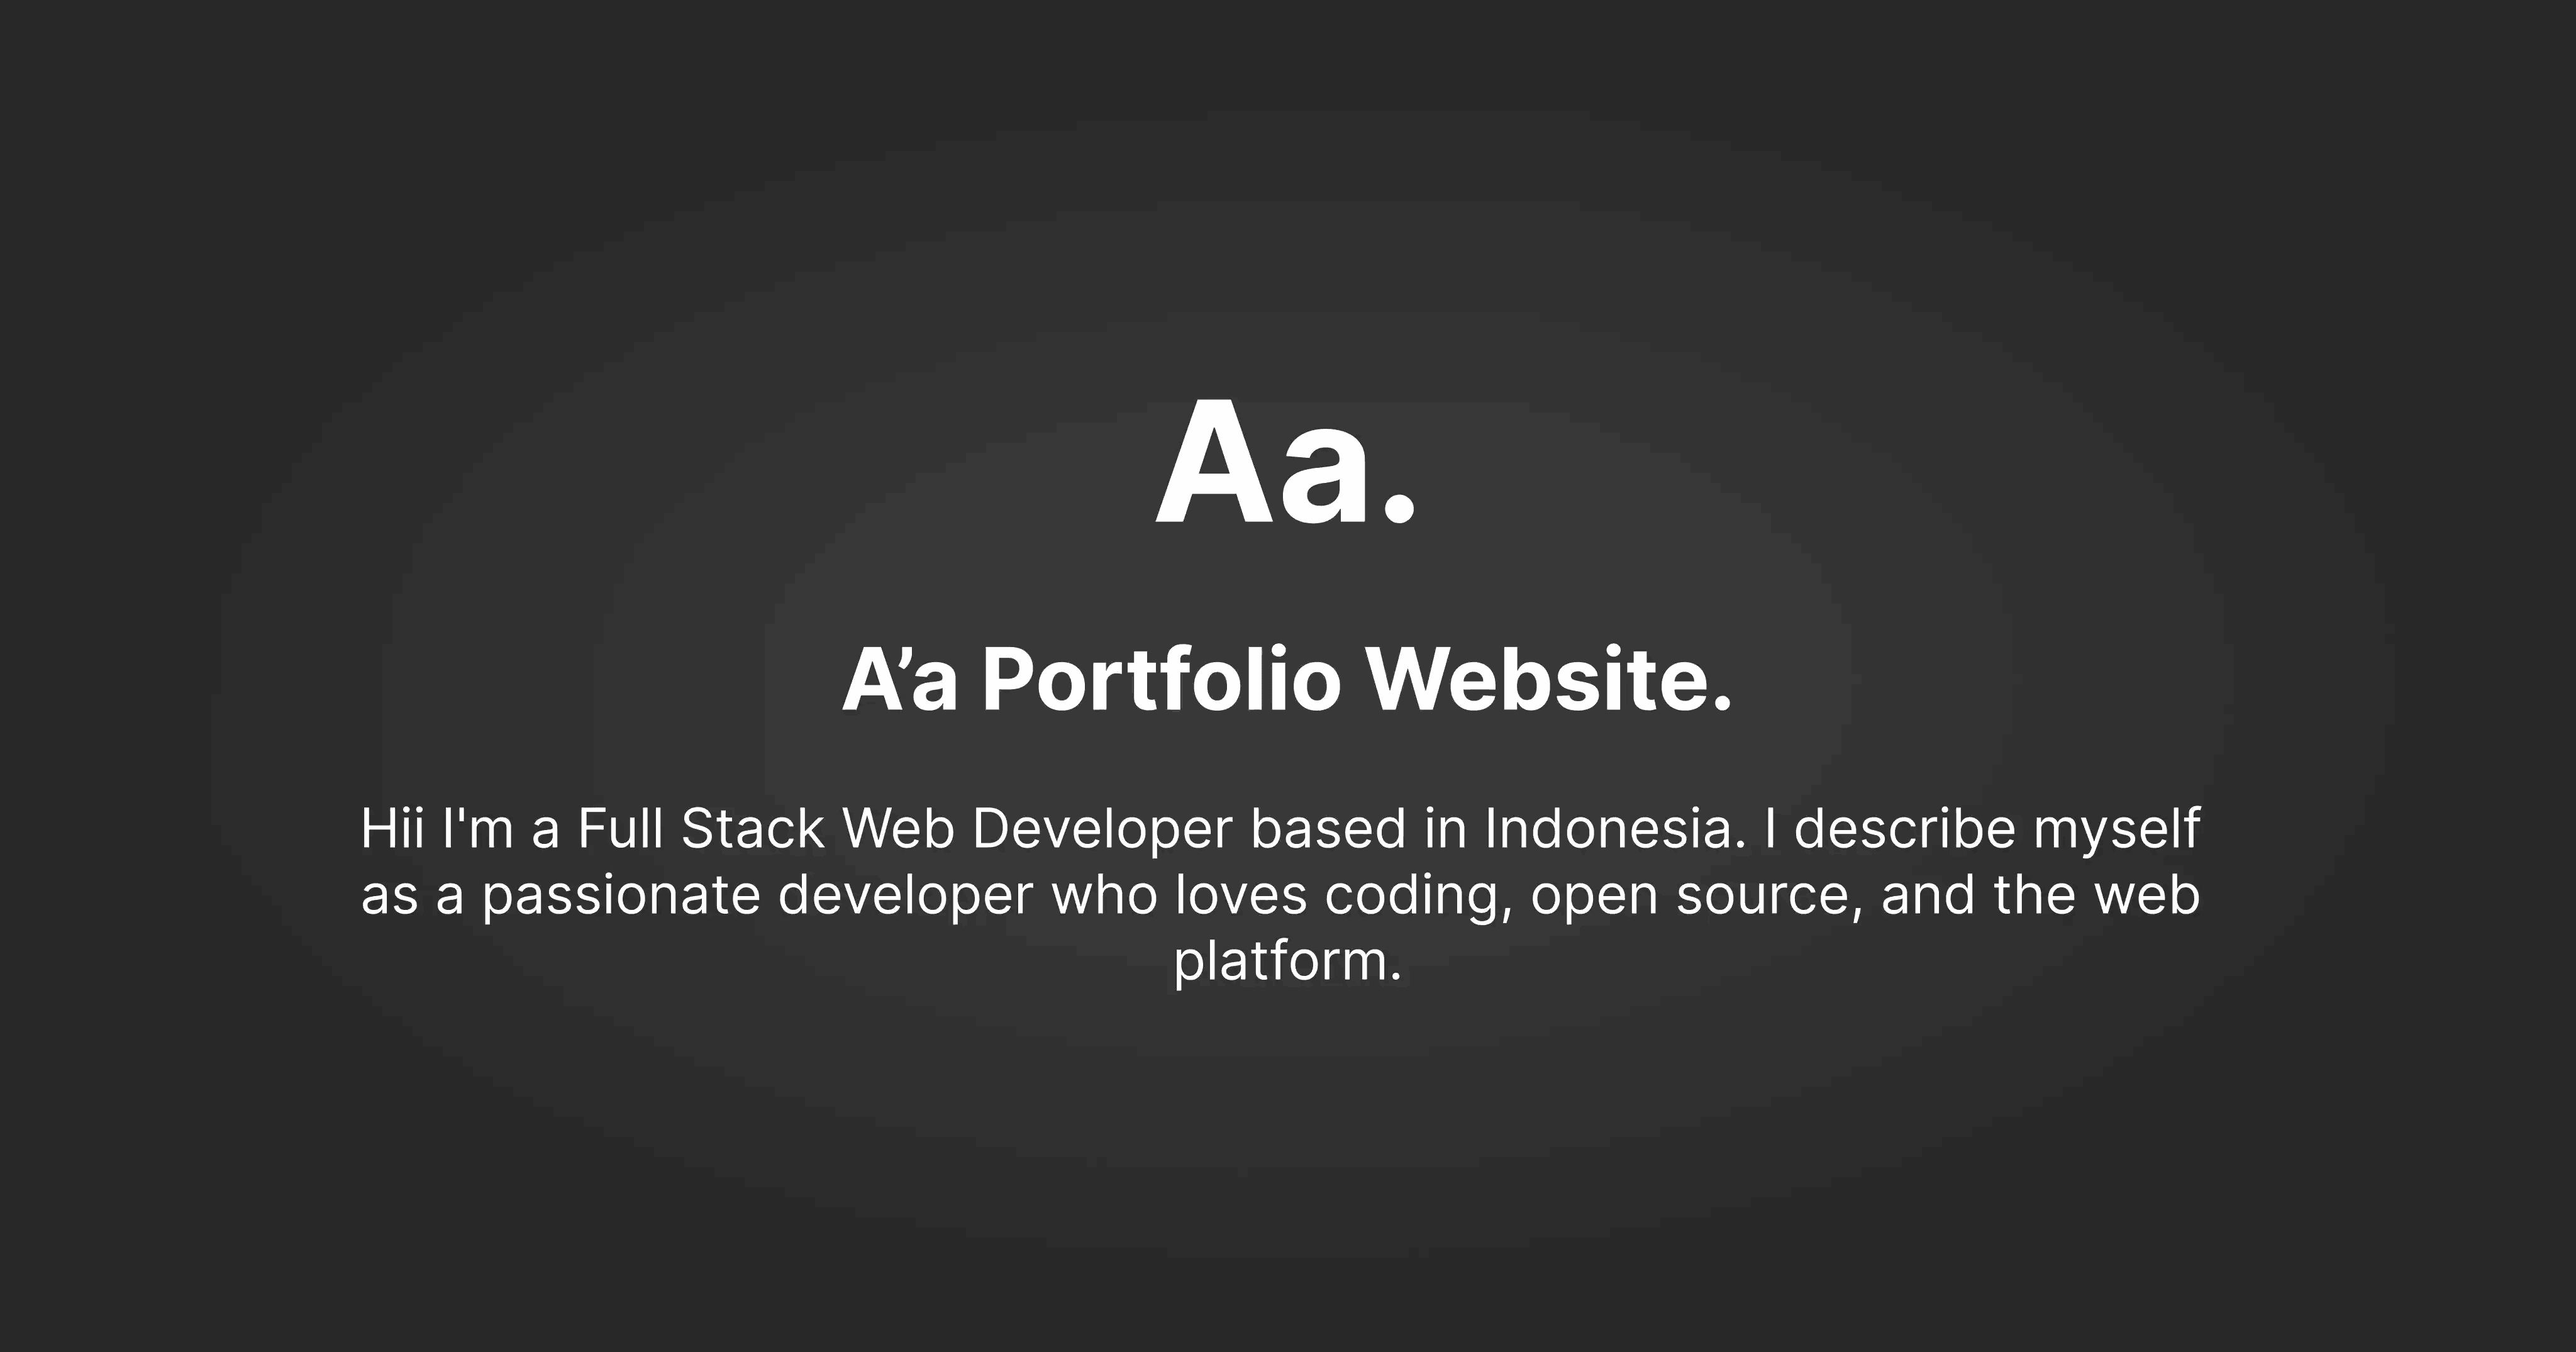 Aa.
A’a Portfolio Website.
Hii I'm a Full Stack Web Developer based in Indonesia. I describe myself
as a passionate developer who loves coding, open source, and the web
platform.